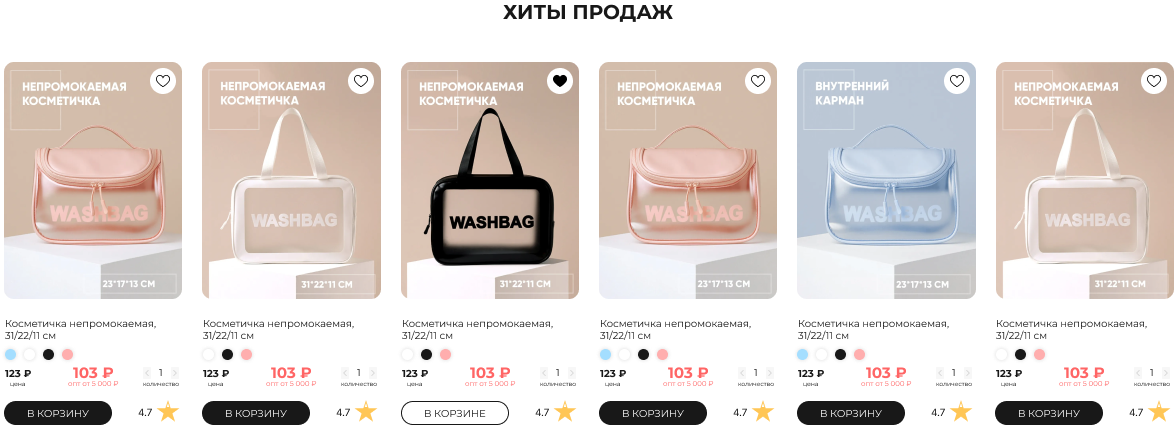 ХИТЫ ПРОДАЖ
НЕПРОМОКАЕМАЯ
КОСМЕТИЧКА
WASHBAG
23*17*13 СМ
Косметичка непромокаемая,
31/22/11 см
123 ₽
цена
103 ₽
опт от 5 000 ₽
1
количество
В КОРЗИНУ
4.7
НЕПРОМОКАЕМАЯ
КОСМЕТИЧКА
WASHBAG
31*22*11 СМ
Косметичка непромокаемая,
31/22/11 см
123 ₽
цена
103 ₽
опт от 5 000 ₽
1
количество
В КОРЗИНУ
4.7
НЕПРОМОКАЕМАЯ
КОСМЕТИЧКА
WASHBAG
31*22*11 СМ
Косметичка непромокаемая,
31/22/11 см
123 ₽
цена
103 ₽
опт от 5 000 ₽
1
количество
В КОРЗИНЕ
4.7
НЕПРОМОКАЕМАЯ
КОСМЕТИЧКА
WASHBAG
23*17*13 СМ
Косметичка непромокаемая,
31/22/11 см
123 ₽
цена
103 ₽
опт от 5 000 ₽
1
количество
В КОРЗИНУ
4.7
ВНУТРЕННИЙ
КАРМАН
WASHBAG
23*17*13 СМ
Косметичка непромокаемая,
31/22/11 см
123 ₽
цена
103 ₽
опт от 5 000 ₽
1
количество
В КОРЗИНУ
4.7
НЕПРОМОКАЕМАЯ
КОСМЕТИЧКА
WASHBAG
31*22*11 СМ
Косметичка непромокаемая,
31/22/11 см
123 ₽
цена
103 ₽
опт от 5 000 ₽
1
количество
В КОРЗИНУ
4.7